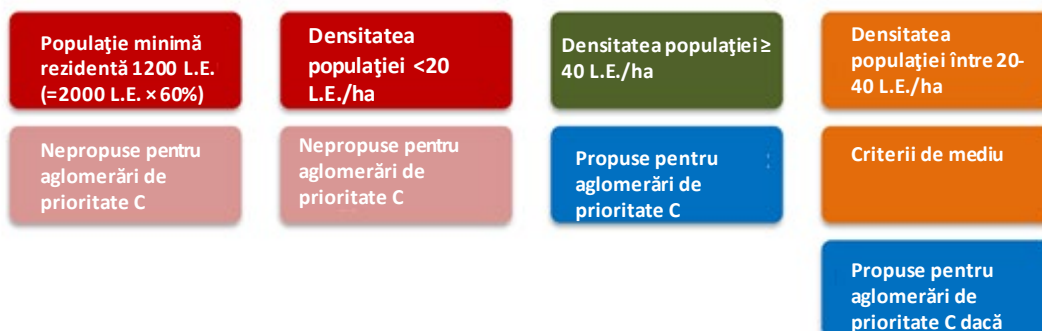 Populaţie minimă
rezidentă 1200 L.E.
(=2000 L.E. × 60%)
Nepropuse pentru
aglomerări de
prioritate C
Densitatea
populaţiei <20
L.E./ha
Nepropuse pentru
aglomerări de
prioritate C
Densitatea populaţiei ≥
40 L.E./ha
Propuse pentru
aglomerări de
prioritate C
Densitatea
populaţiei între 20-
40 L.E./ha
Criterii de mediu
Propuse pentru
aglomerări de
prioritate C dacă